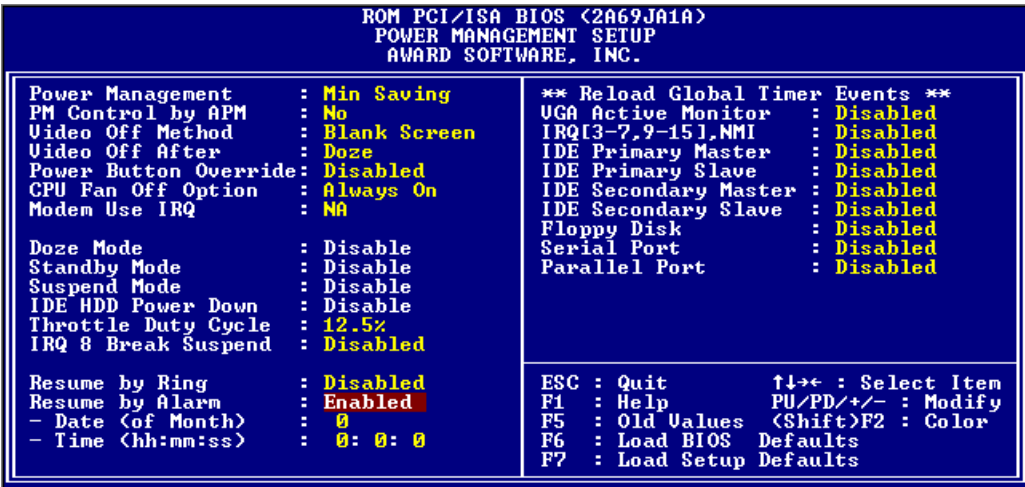 ROM PCI/ISA BIOS (2A69JA1A)
POWER MANAGEMENT SETUP
AWARD SOFTWARE, INC.
Power Management : Min Saving
PM Control by APM : No
Video Off Method : Blank Screen
Video Off After : Doze
Power Button Override: Disabled
CPU Fan Off Option : Always On
Modem Use IRQ : NA
Doze Mode : Disable
Standby Mode : Disable
Suspend Mode : Disable
IDE HDD Power Down : Disable
Throttle Duty Cycle : 12.5%
IRQ 8 Break Suspend : Disabled
Resume by Ring : Disabled
Resume by Alarm : Enabled
- Date (of Month) : 0
- Time (hh:mm:ss) : 0: 0: 0
** Reload Global Timer Events **
VGA Active Monitor : Disabled
IRQ[3-7,9-15],NMI : Disabled
IDE Primary Master : Disabled
IDE Primary Slave : Disabled
IDE Secondary Master : Disabled
IDE Secondary Slave : Disabled
Floppy Disk : Disabled
Serial Port : Disabled
Parallel Port : Disabled
ESC : Quit ↑↓→← : Select Item
F1 : Help PU/PD/+/- : Modify
F5 : Old Values (Shift)F2 : Color
F6 : Load BIOS Defaults
F7 : Load Setup Defaults